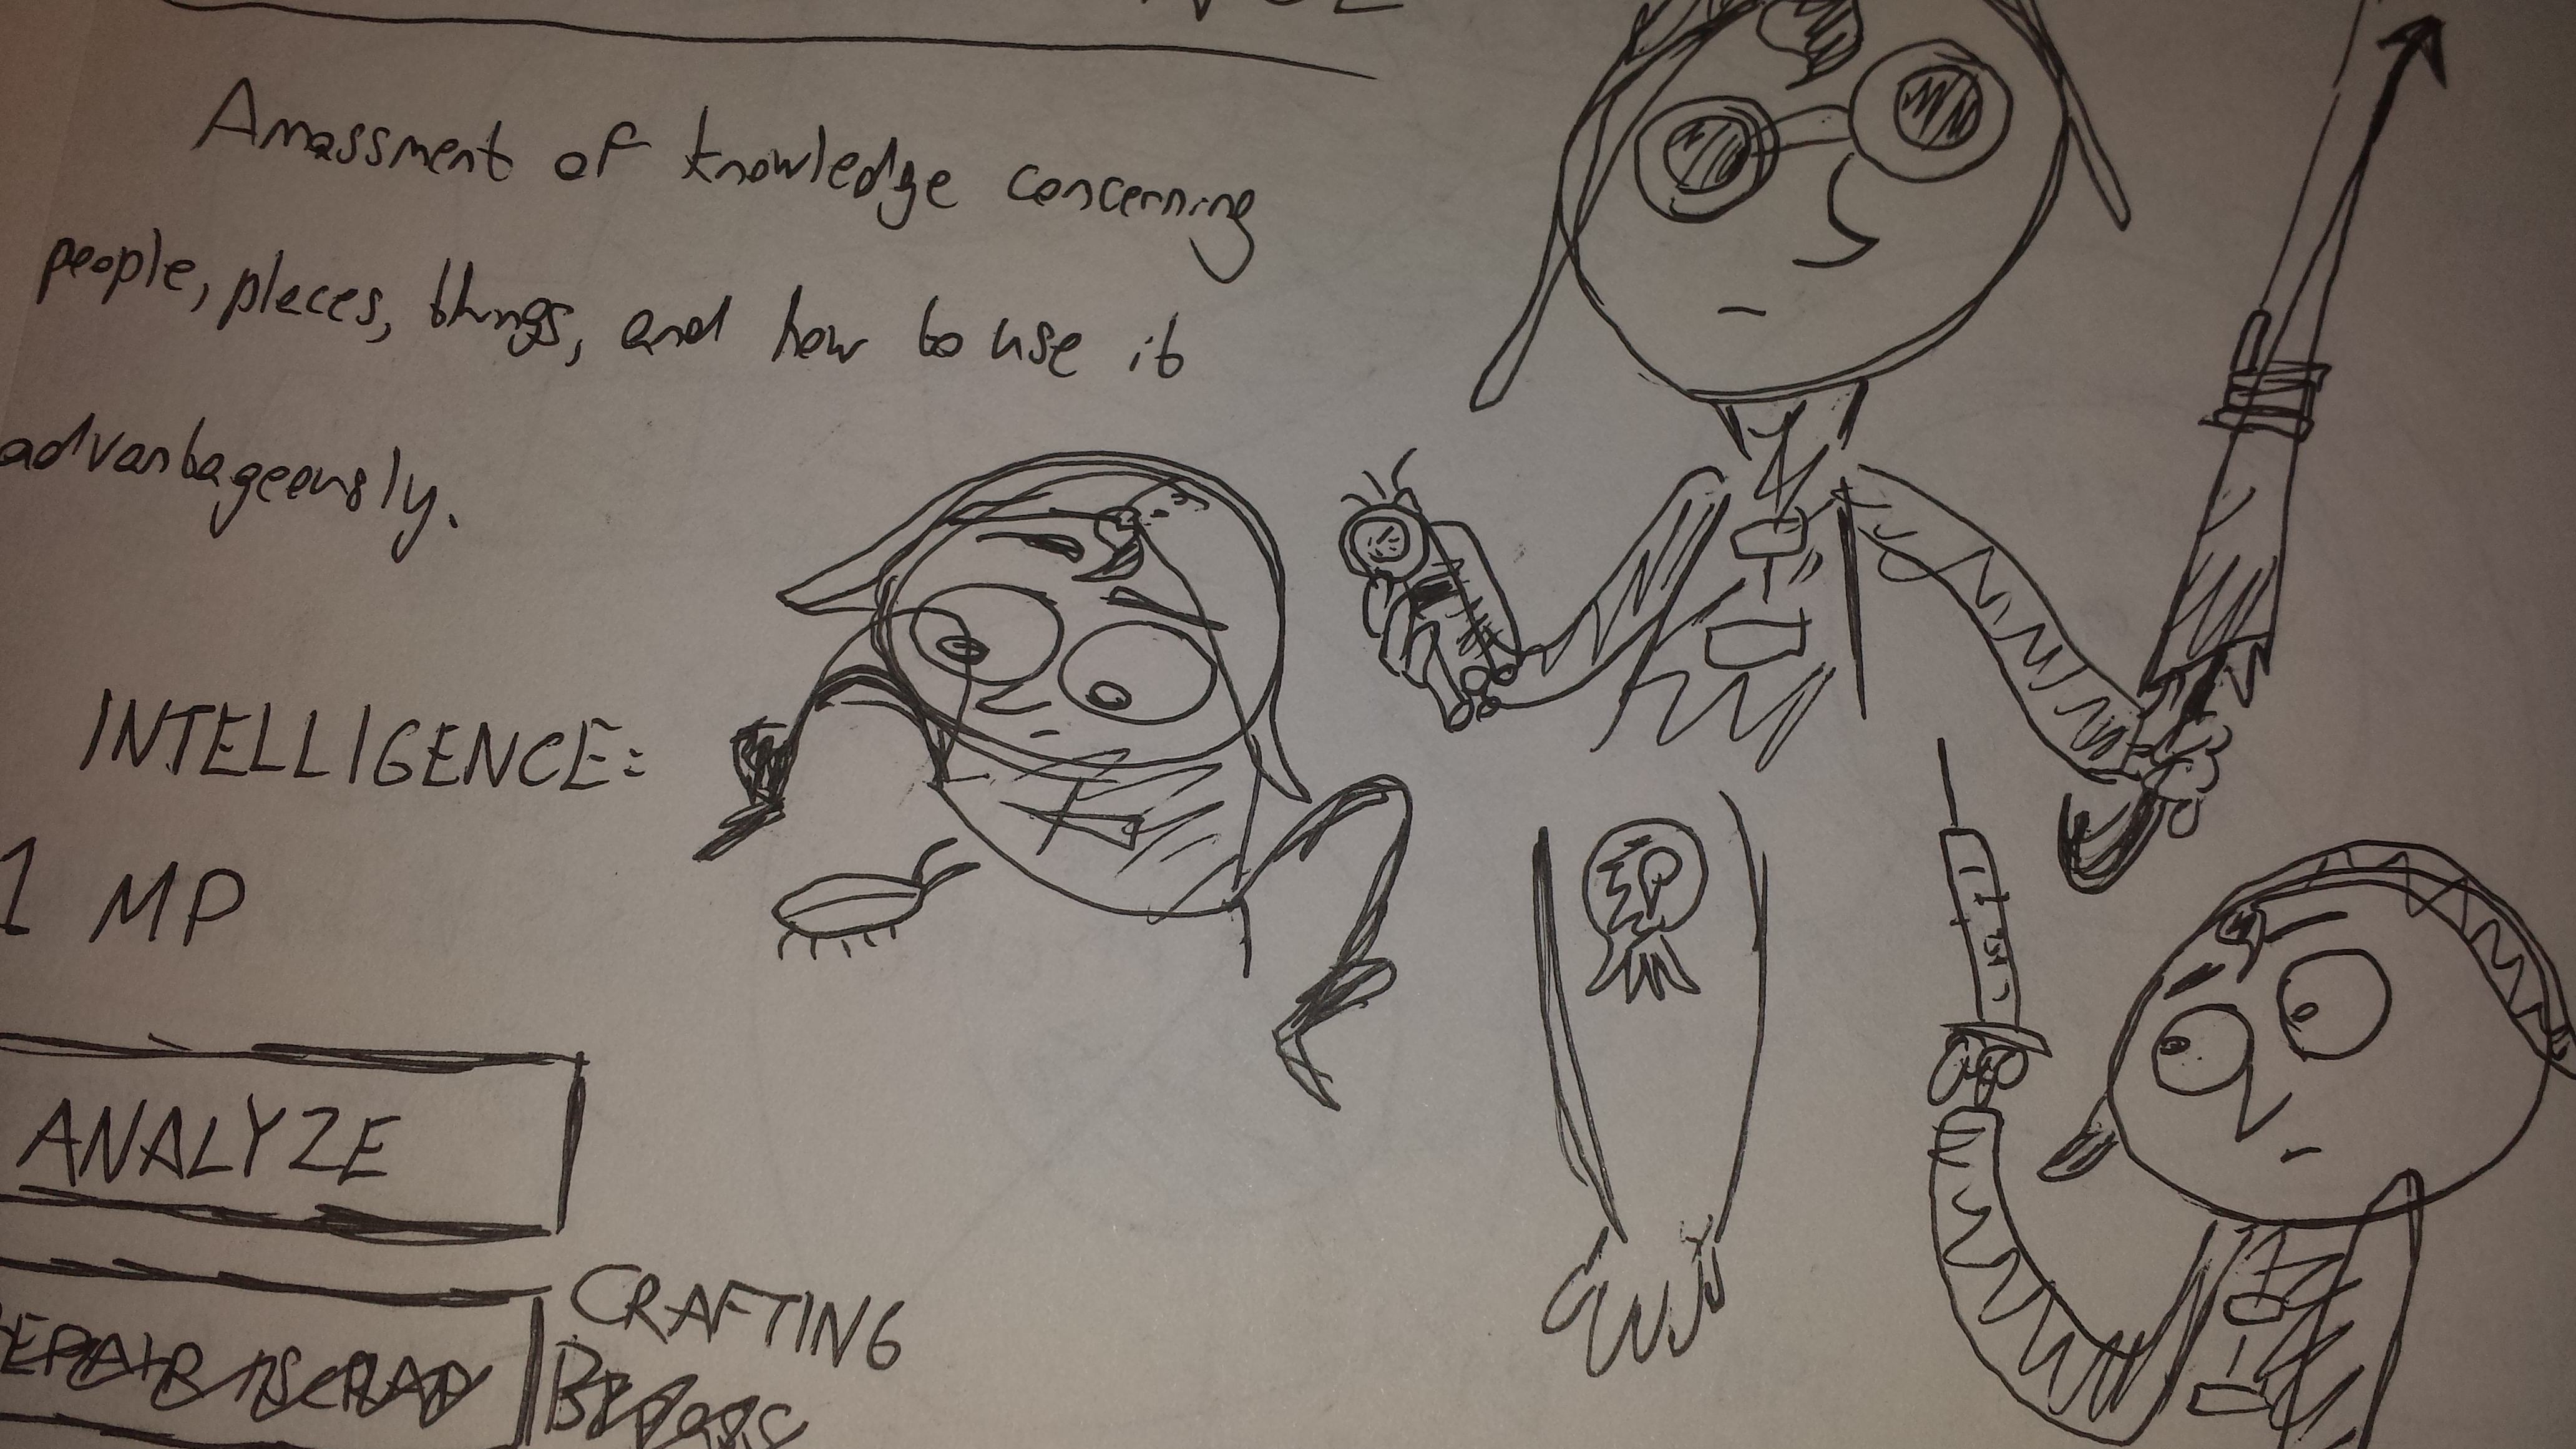 Amassment of knowledge concerning
people, places, things, and how to use it
advantageously.
INTELLIGENCE:
1 MP
ANALYZE
CRAFTING